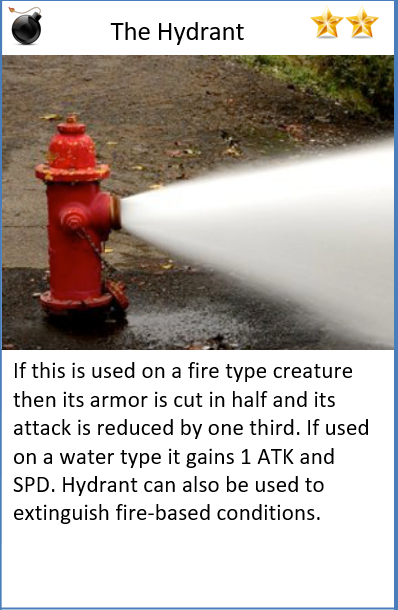 The Hydrant
If this is used on a fire type creature
then its armor is cut in half and its
attack is reduced by one third. If used
on a water type it gains 1 ATK and
SPD. Hydrant can also be used to
extinguish fire-based conditions.